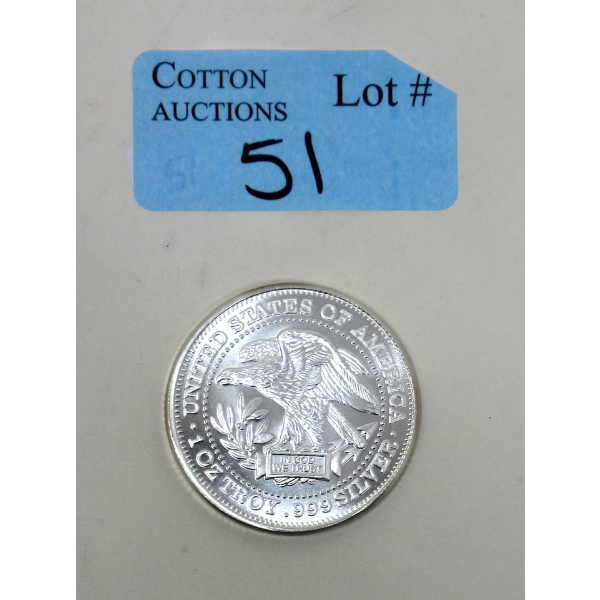 COTTON
AUCTIONS
Lot #
51
UNITED STATES OF AMERICA
IN GOD
WE TRUST
1 OZ TROY .999 SILVER